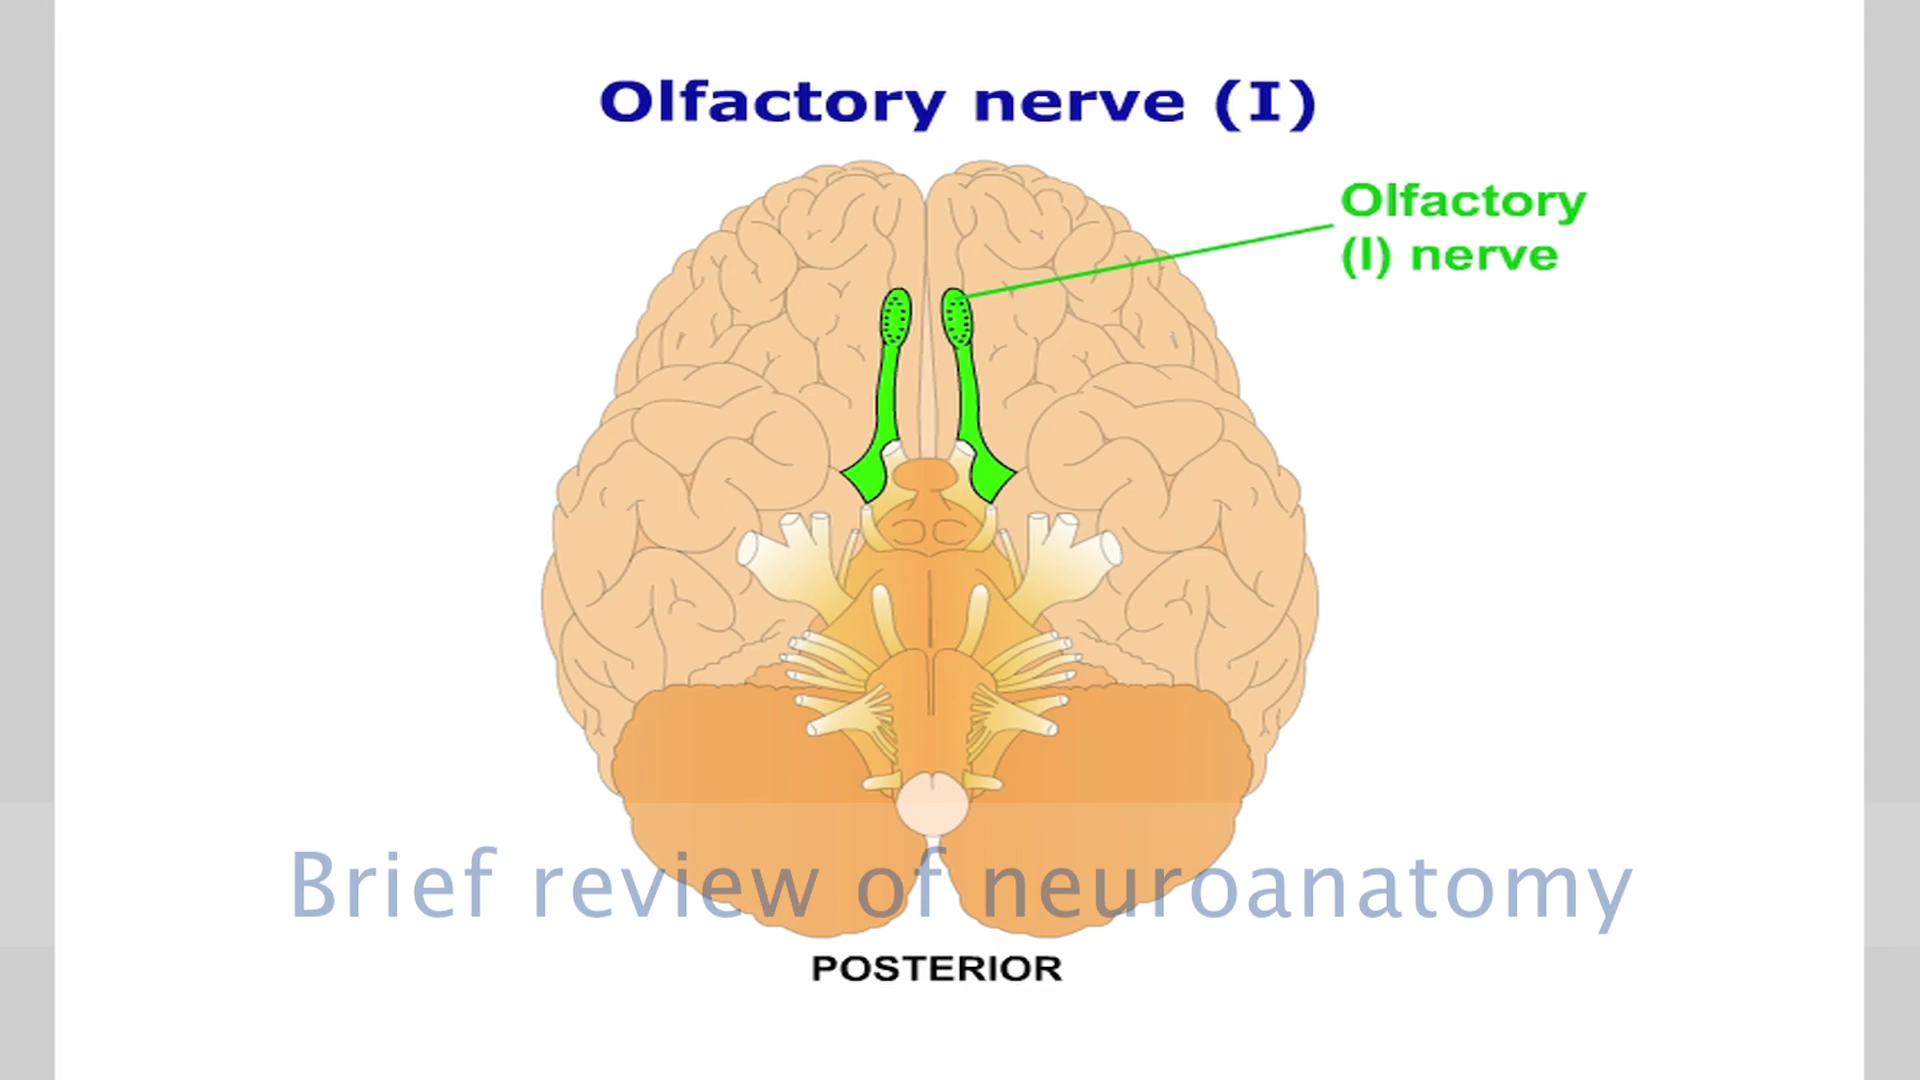 Olfactory nerve (I)
Olfactory
(I) nerve
Brief review of neuroanatomy
POSTERIOR